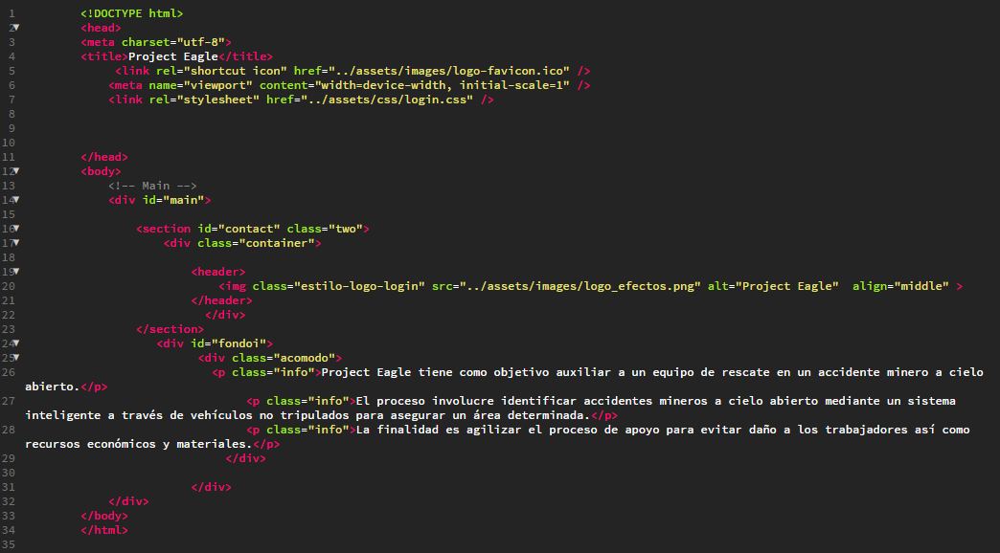 1 <!DOCTYPE html>
2 <head>
3 <meta charset="utf-8">
4 <title>Project Eagle</title>
5 <link rel="shortcut icon" href="../assets/images/logo-favicon.ico" />
6 <meta name="viewport" content="width=device-width, initial-scale=1" />
7 <link rel="stylesheet" href="../assets/css/login.css" />
8
9
10
11 </head>
12 <body>
13 <!-- Main -->
14 <div id="main">
15
16 <section id="contact" class="two">
17 <div class="container">
18
19 <header>
20 <img class="estilo-logo-login" src="../assets/images/logo_efectos.png" alt="Project Eagle"  align="middle" >
21 </header>
22 </div>
23 </section>
24 <div id="fondoi">
25 <div class="acomodo">
26 <p class="info">Project Eagle tiene como objetivo auxiliar a un equipo de rescate en un accidente minero a cielo
abierto.</p>
27 <p class="info">El proceso involucre identificar accidentes mineros a cielo abierto mediante un sistema
inteligente a través de vehículos no tripulados para asegurar un área determinada.</p>
28 <p class="info">La finalidad es agilizar el proceso de apoyo para evitar daño a los trabajadores así como
recursos económicos y materiales.</p>
29 </div>
30
31 </div>
32 </div>
33 </body>
34 </html>
35